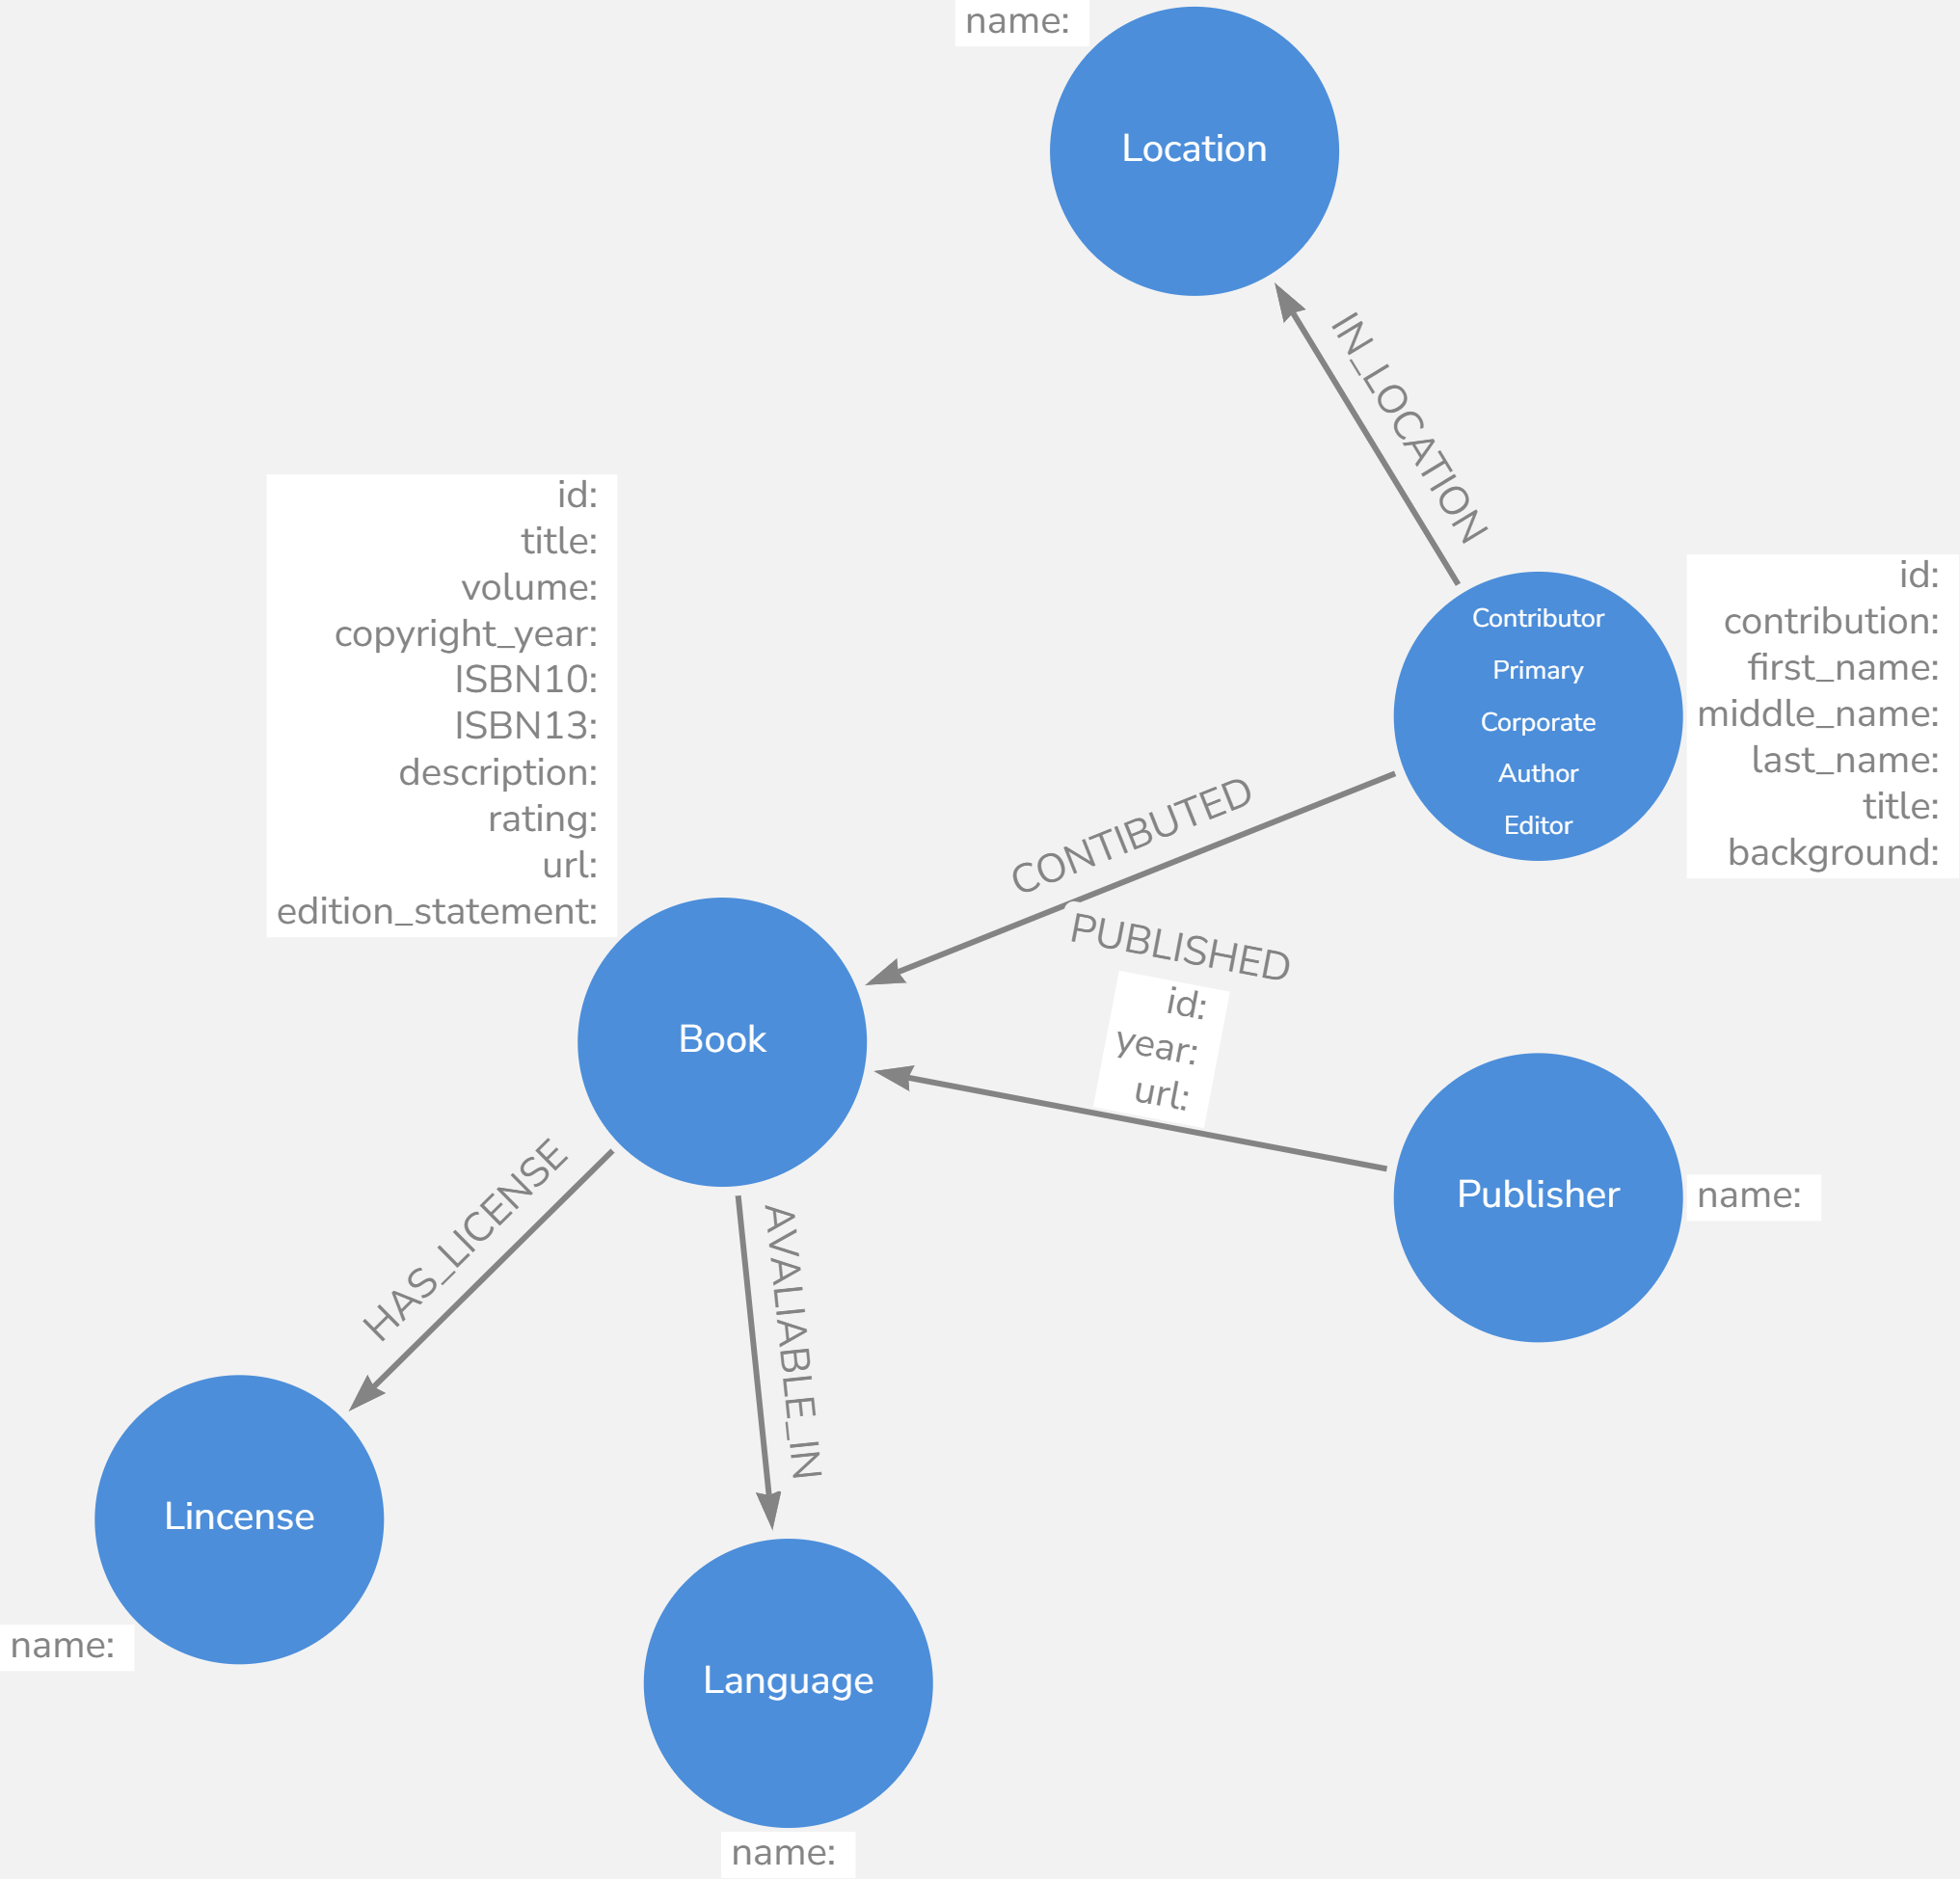 name:
Location
IN_LOCATION
id:
title:
volume:
copyright_year:
ISBN10:
ISBN13:
description:
rating:
url:
edition_statement:
Contributor
Primary
Corporate
Author
Editor
id:
contribution:
first_name:
middle_name:
last_name:
title:
background:
CONTIBUTED
PUBLISHED
id:
year:
url:
Book
Publisher
name:
HAS_LICENSE
AVALIABLE_IN
Lincense
name:
Language
name: